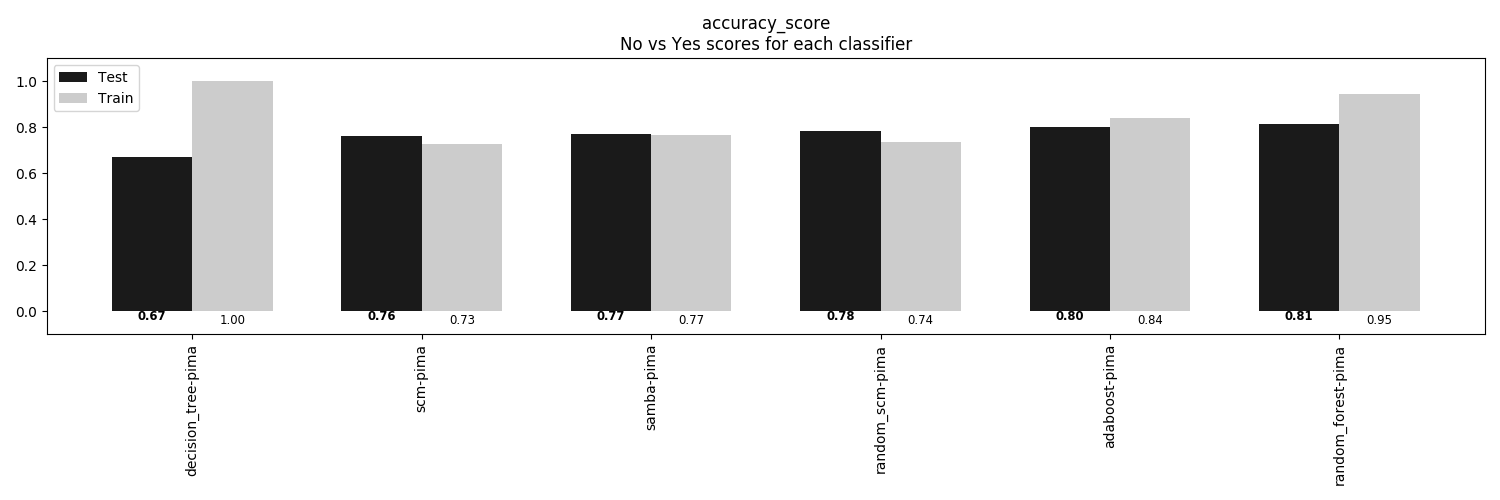 accuracy_score
No vs Yes scores for each classifier
Test
Train
1.0
0.8
0.6
0.4
0.2
0.0
0.67 1.00 0.76 0.73 0.77 0.77 0.78 0.74 0.80 0.84 0.81 0.95
decision_tree-pima
scm-pima
samba-pima
random_scm-pima
adaboost-pima
random_forest-pima